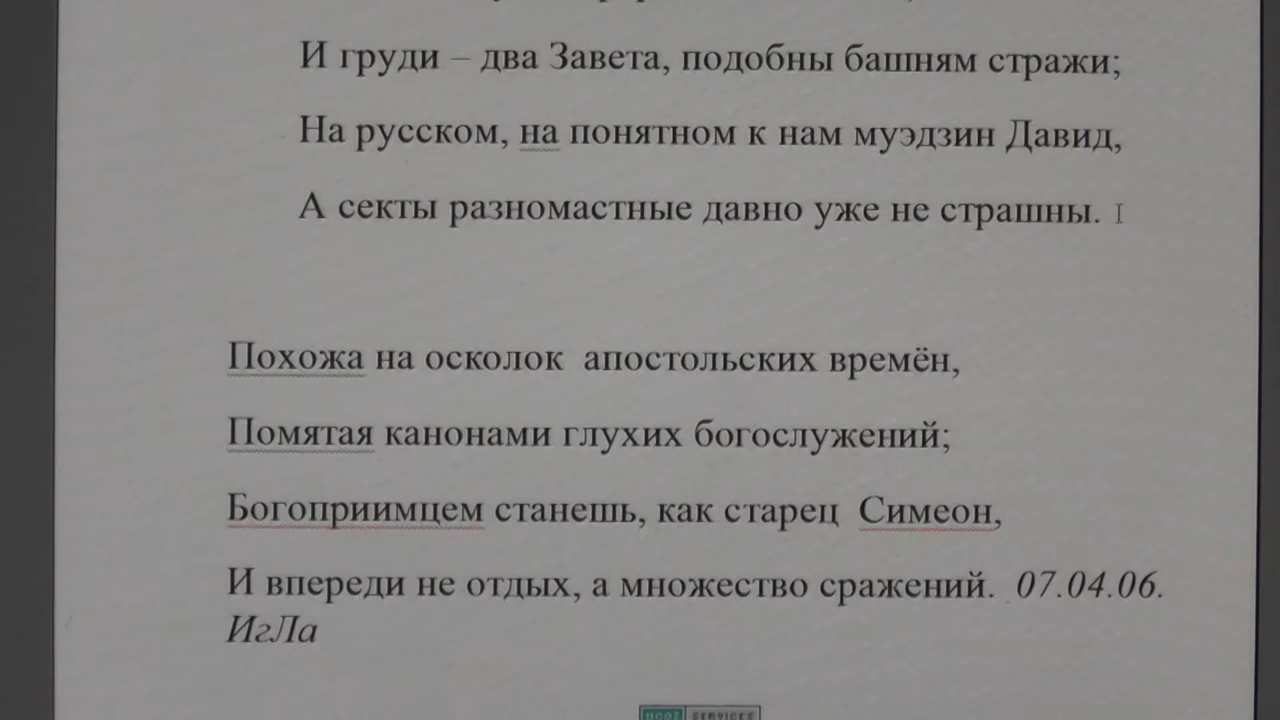 И груди – два Завета, подобны башням стражи;
На русском, на понятном к нам муэдзин Давид,
А секты разномастные давно уже не страшны.
Похожа на осколок апостольских времён,
Помятая канонами глухих богослужений;
Богоприимцем станешь, как старец Симеон,
И впереди не отдых, а множество сражений. 07.04.06.
ИгЛа
UCOZ SERVICES